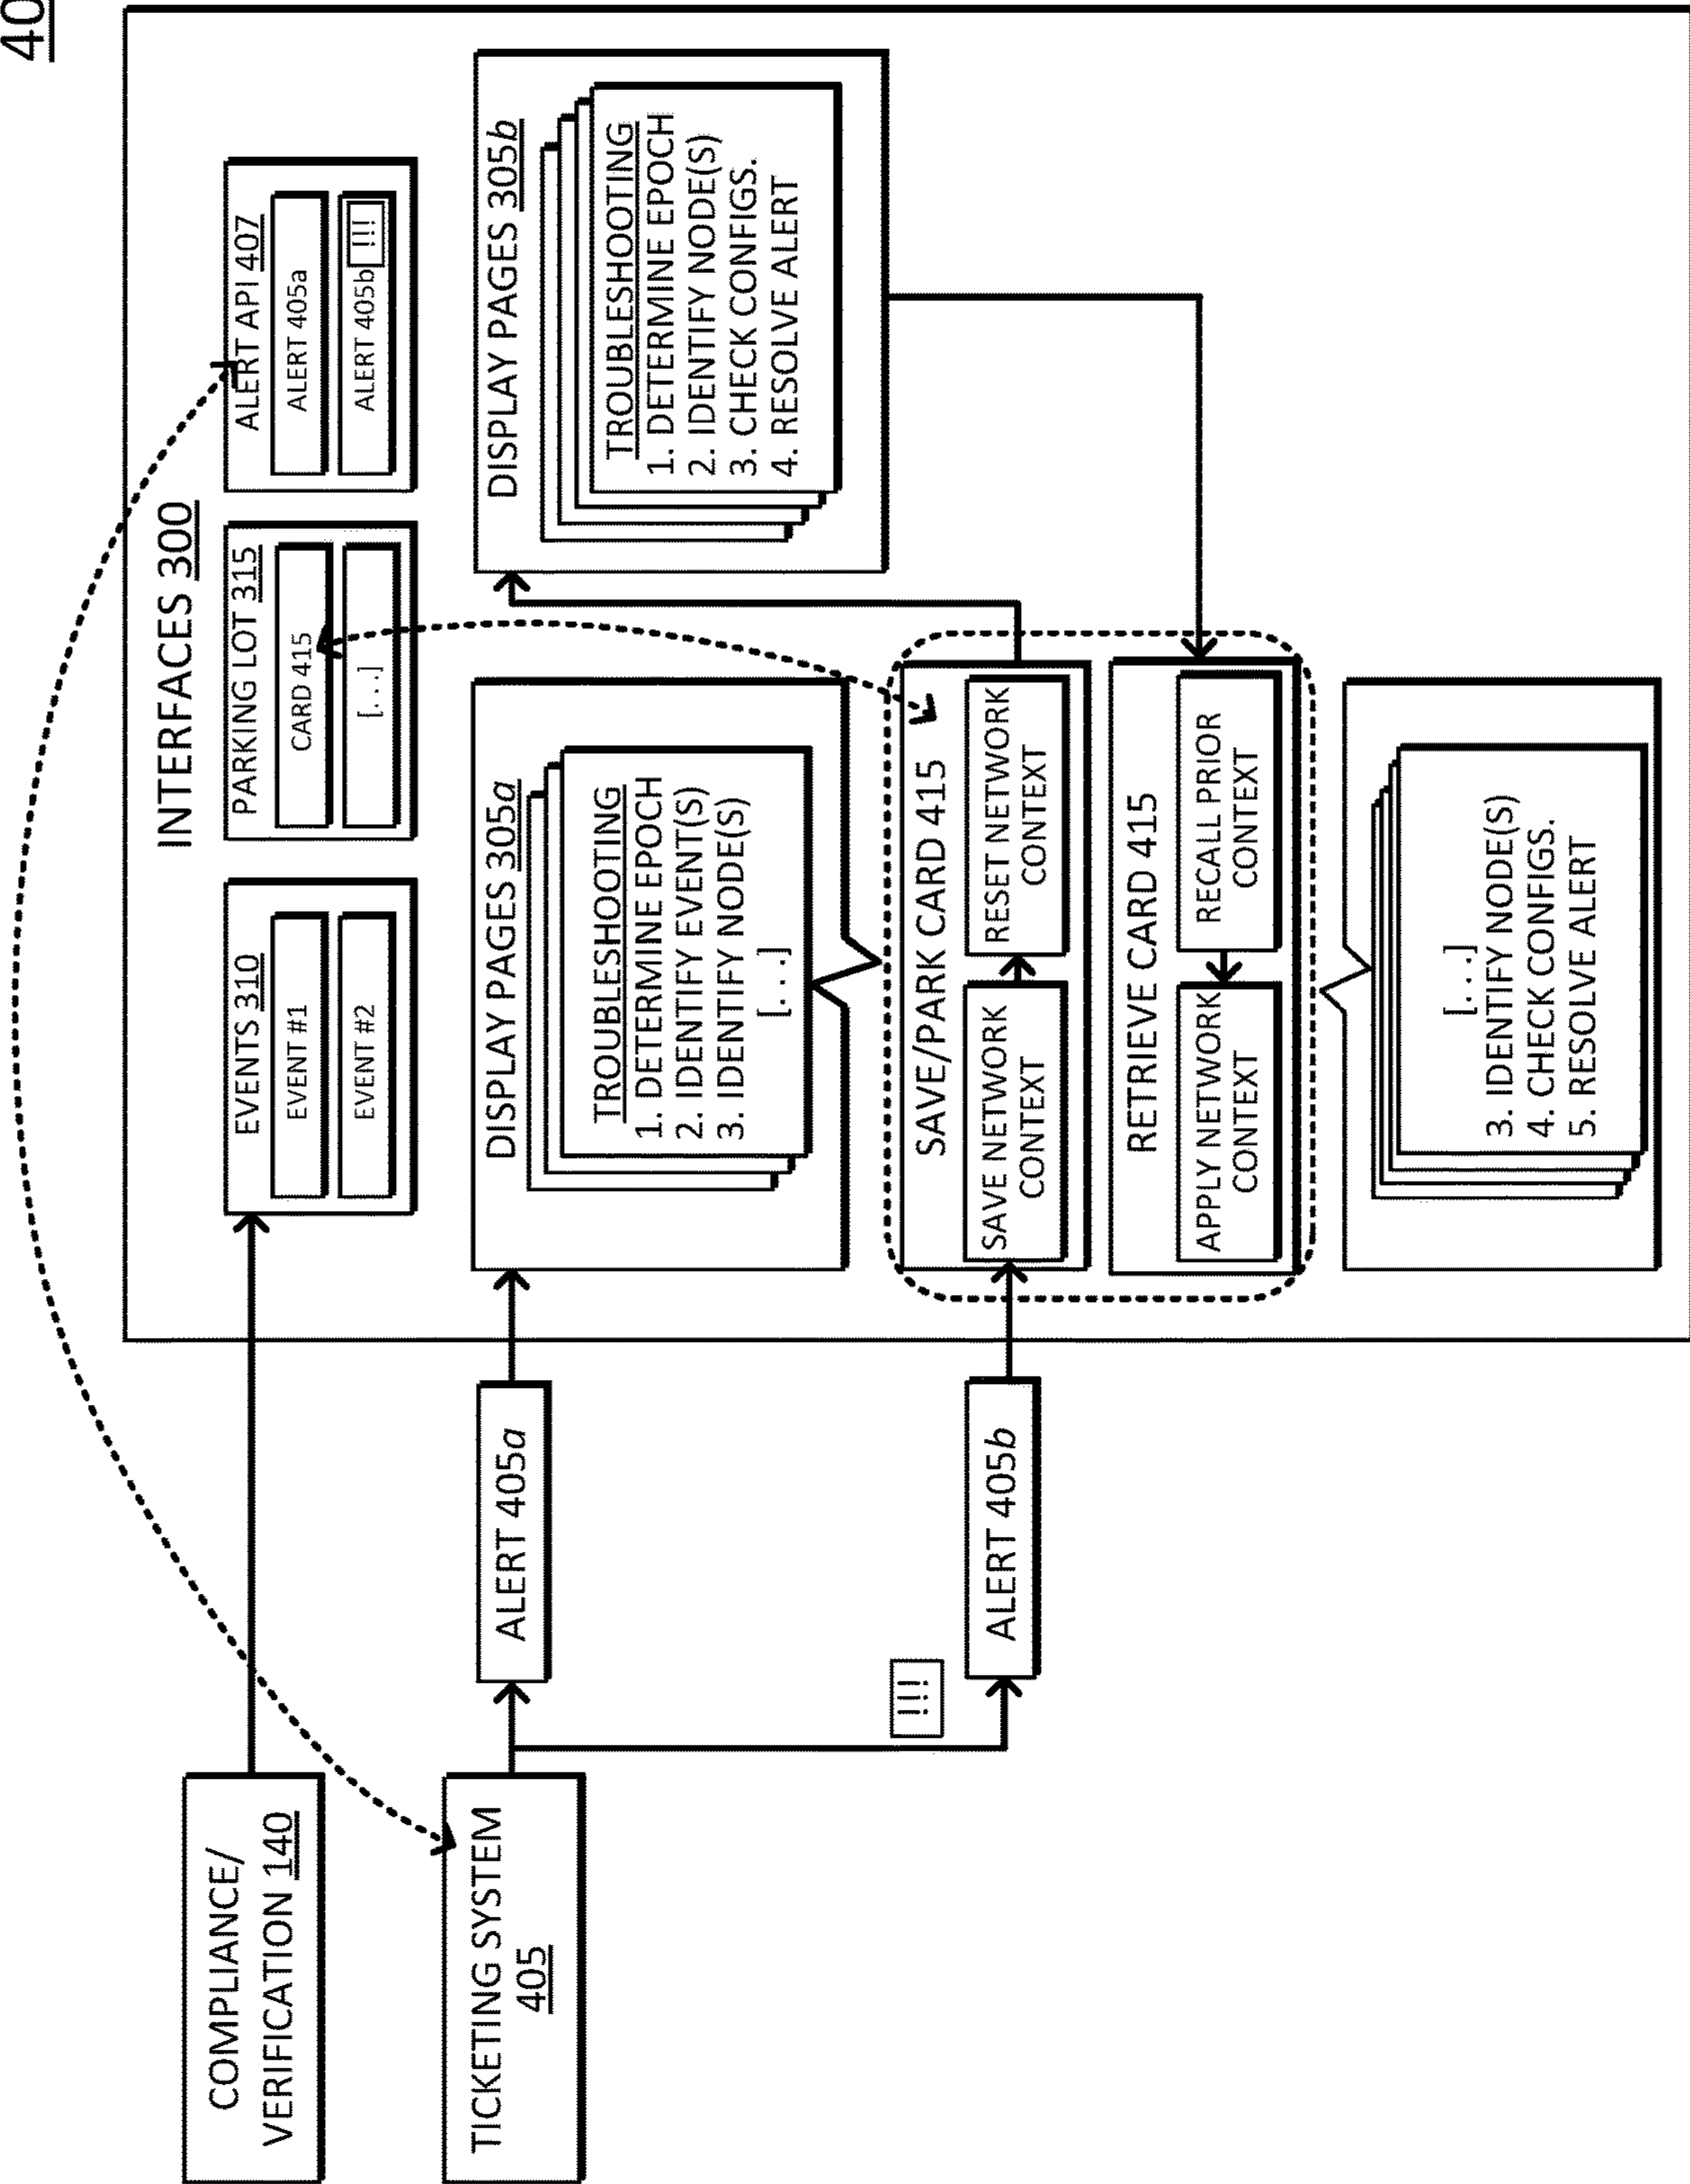 INTERFACES 300
COMPLIANCE/
VERIFICATION 140
EVENTS 310
EVENT #1
EVENT #2
PARKING LOT 315
CARD 415
[...]
ALERT API 407
ALERT 405a
ALERT 405b !!!
TICKETING SYSTEM
405
ALERT 405a
DISPLAY PAGES 305a
TROUBLESHOOTING
1. DETERMINE EPOCH
2. IDENTIFY EVENT(S)
3. IDENTIFY NODE(S)
[...]
DISPLAY PAGES 305b
TROUBLESHOOTING
1. DETERMINE EPOCH
2. IDENTIFY NODE(S)
3. CHECK CONFIGS.
4. RESOLVE ALERT
!!!
ALERT 405b
SAVE/PARK CARD 415
SAVE NETWORK
CONTEXT
RESET NETWORK
CONTEXT
RETRIEVE CARD 415
APPLY NETWORK
CONTEXT
RECALL PRIOR
CONTEXT
[...]
3. IDENTIFY NODE(S)
4. CHECK CONFIGS.
5. RESOLVE ALERT